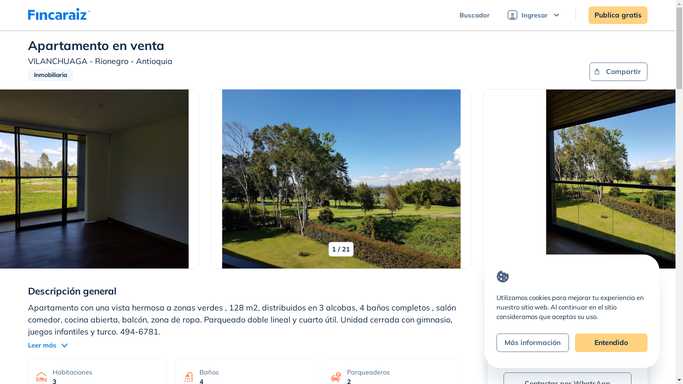 Fincaraiz
Buscador
Ingresar
Publica gratis
Apartamento en venta
VILANCHUAGA - Rionegro - Antioquia
Inmobiliaria
Compartir
1 / 21
Descripción general
Apartamento con una vista hermosa a zonas verdes , 128 m2, distribuidos en 3 alcobas, 4 baños completos , salón
comedor, cocina abierta, balcón, zona de ropa. Parqueadero doble lineal y cuarto útil. Unidad cerrada con gimnasio,
juegos infantiles y turco. 494-6781.
Leer más
Habitaciones
3
Baños
4
Parqueaderos
2
Utilizamos cookies para mejorar tu experiencia en
nuestro sitio web. Al continuar en el sitio
consideramos que aceptas su uso.
Más información
Entendido
Contactar por WhatsApp